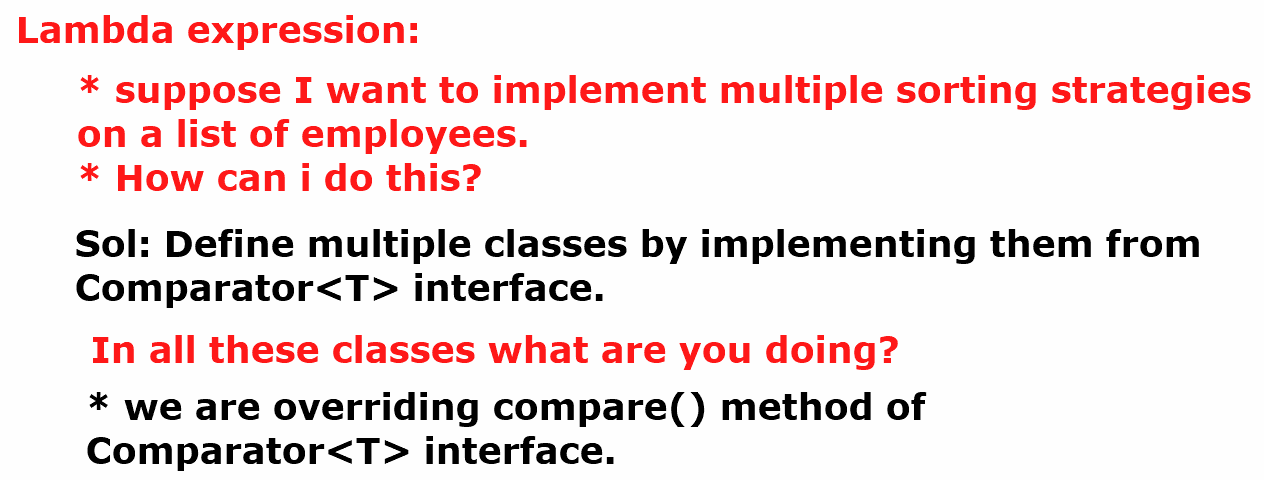 Lambda expression:
* suppose I want to implement multiple sorting strategies
on a list of employees.
* How can i do this?
Sol: Define multiple classes by implementing them from
Comparator<T> interface.
In all these classes what are you doing?
* we are overriding compare() method of
Comparator<T> interface.